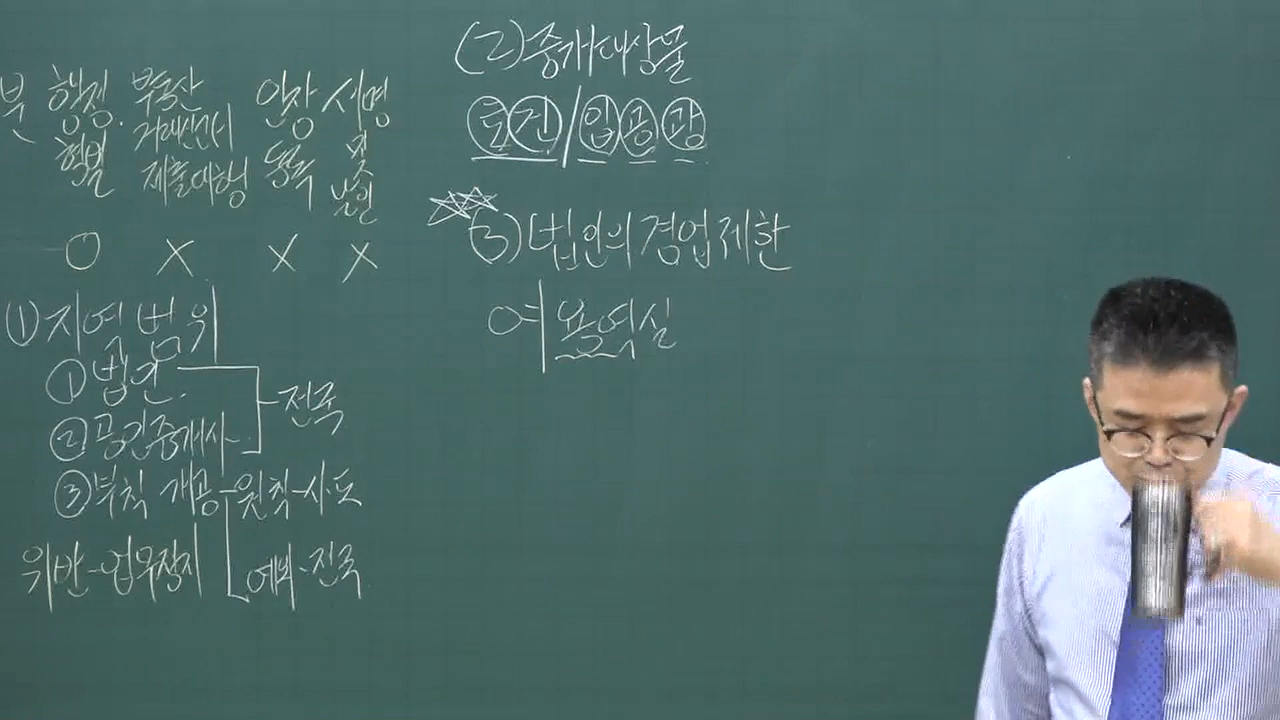 행정 부동산 인장 서명
형벌 거래신고 등록 및
제출대행 날인
O X X X
① 지역범위
① 법인
② 공인중개사
전국
③ 부칙 개공 - 원칙 - 시·도
위반 - 업무정지
예외 - 전국
(2) 중개대상물
토 건 / 입 공 광
(3) 법인의 겸업제한
여 용역실